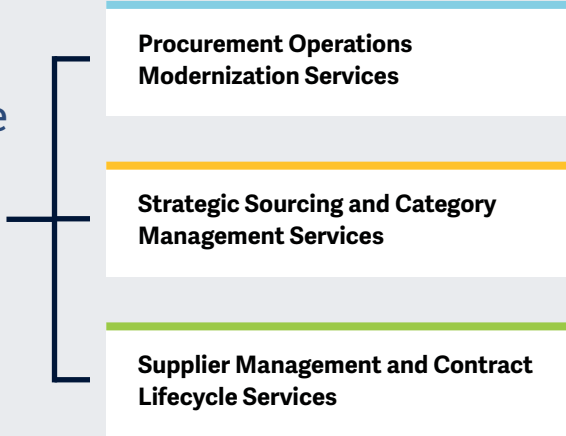 Procurement Operations
Modernization Services
Strategic Sourcing and Category
Management Services
Supplier Management and Contract
Lifecycle Services